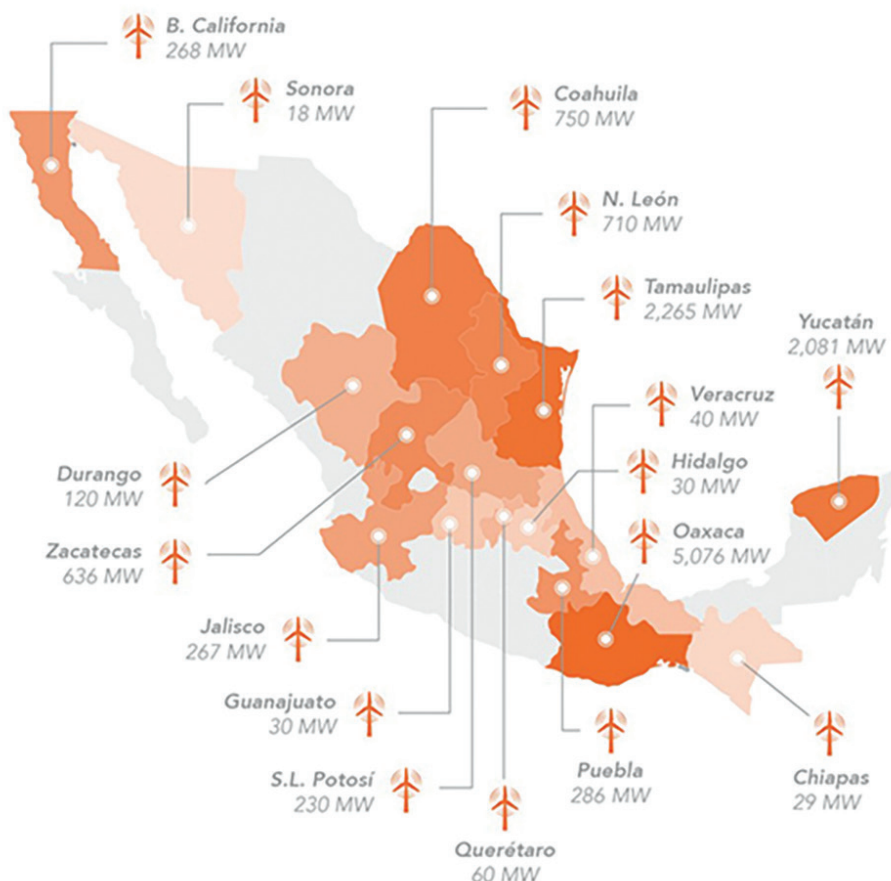 B. California
268 MW
Sonora
18 MW
Coahuila
750 MW
N. León
710 MW
Tamaulipas
2,265 MW
Yucatán
2,081 MW
Veracruz
40 MW
Hidalgo
30 MW
Oaxaca
5,076 MW
Durango
120 MW
Zacatecas
636 MW
Jalisco
267 MW
Guanajuato
30 MW
S.L. Potosí
230 MW
Querétaro
60 MW
Puebla
286 MW
Chiapas
29 MW